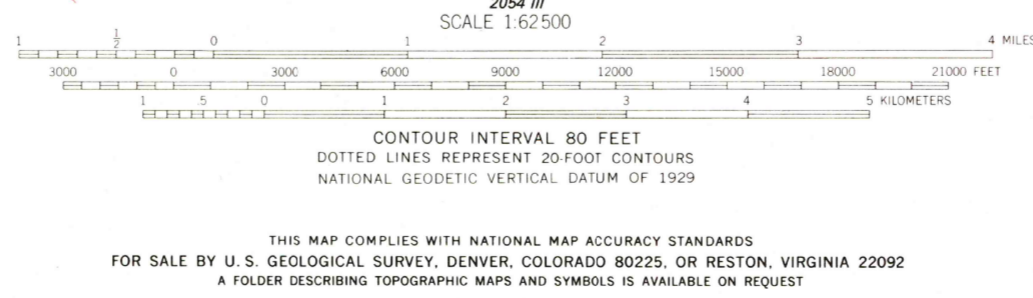 2054 III
SCALE 1:62500
1 ½ 0 1 2 3 4 MILES
3000 0 3000 6000 9000 12000 15000 18000 21000 FEET
1 .5 0 1 2 3 4 5 KILOMETERS
CONTOUR INTERVAL 80 FEET
DOTTED LINES REPRESENT 20-FOOT CONTOURS
NATIONAL GEODETIC VERTICAL DATUM OF 1929
THIS MAP COMPLIES WITH NATIONAL MAP ACCURACY STANDARDS
FOR SALE BY U. S. GEOLOGICAL SURVEY, DENVER, COLORADO 80225, OR RESTON, VIRGINIA 22092
A FOLDER DESCRIBING TOPOGRAPHIC MAPS AND SYMBOLS IS AVAILABLE ON REQUEST